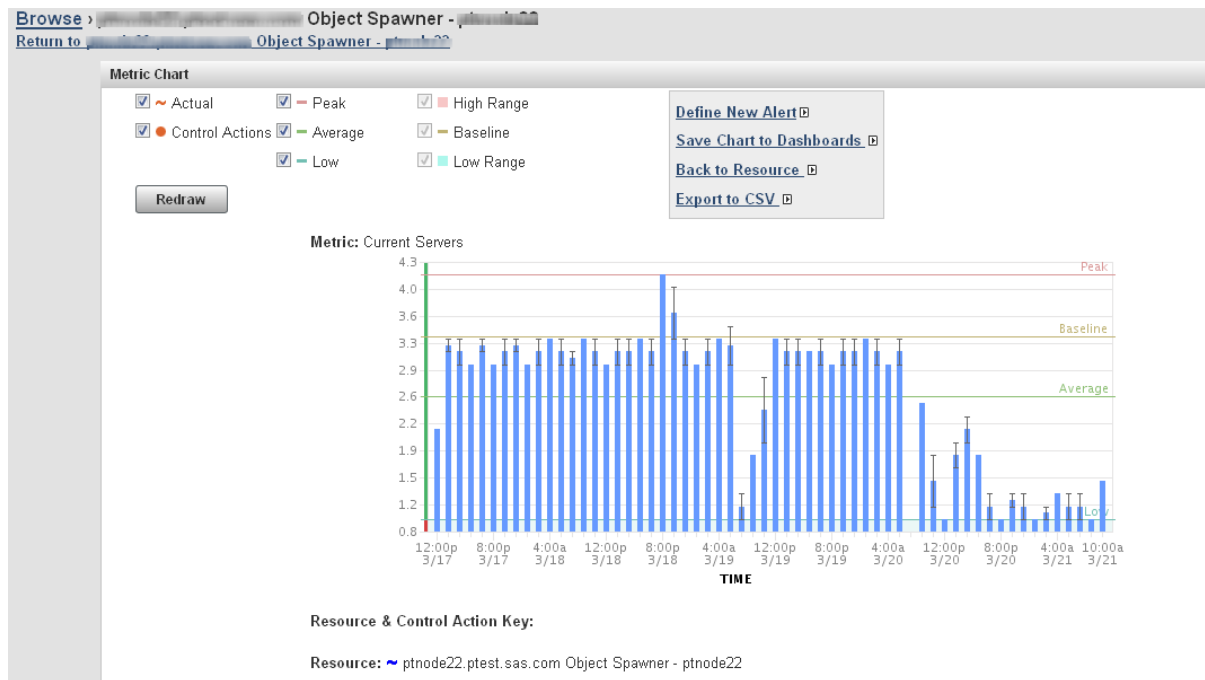 Browse › Object Spawner -
Return to Object Spawner -
Metric Chart
Actual Peak High Range
Control Actions Average Baseline
Low Low Range
Redraw
Define New Alert
Save Chart to Dashboards
Back to Resource
Export to CSV
Metric: Current Servers
4.3
4.0
3.6
3.3
2.9
2.6
2.2
1.9
1.5
1.2
0.8
Peak
Baseline
Average
Low
12:00p 8:00p 4:00a 12:00p 8:00p 4:00a 12:00p 8:00p 4:00a 12:00p 8:00p 4:00a 10:00a
3/17 3/17 3/18 3/18 3/18 3/19 3/19 3/19 3/20 3/20 3/20 3/21 3/21
TIME
Resource & Control Action Key:
Resource: ~ ptnode22.ptest.sas.com Object Spawner - ptnode22